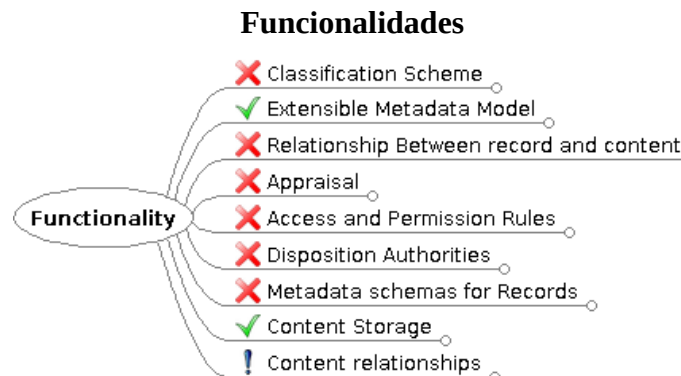 Funcionalidades
Classification Scheme
Extensible Metadata Model
Relationship Between record and content
Appraisal
Functionality
Access and Permission Rules
Disposition Authorities
Metadata schemas for Records
Content Storage
Content relationships